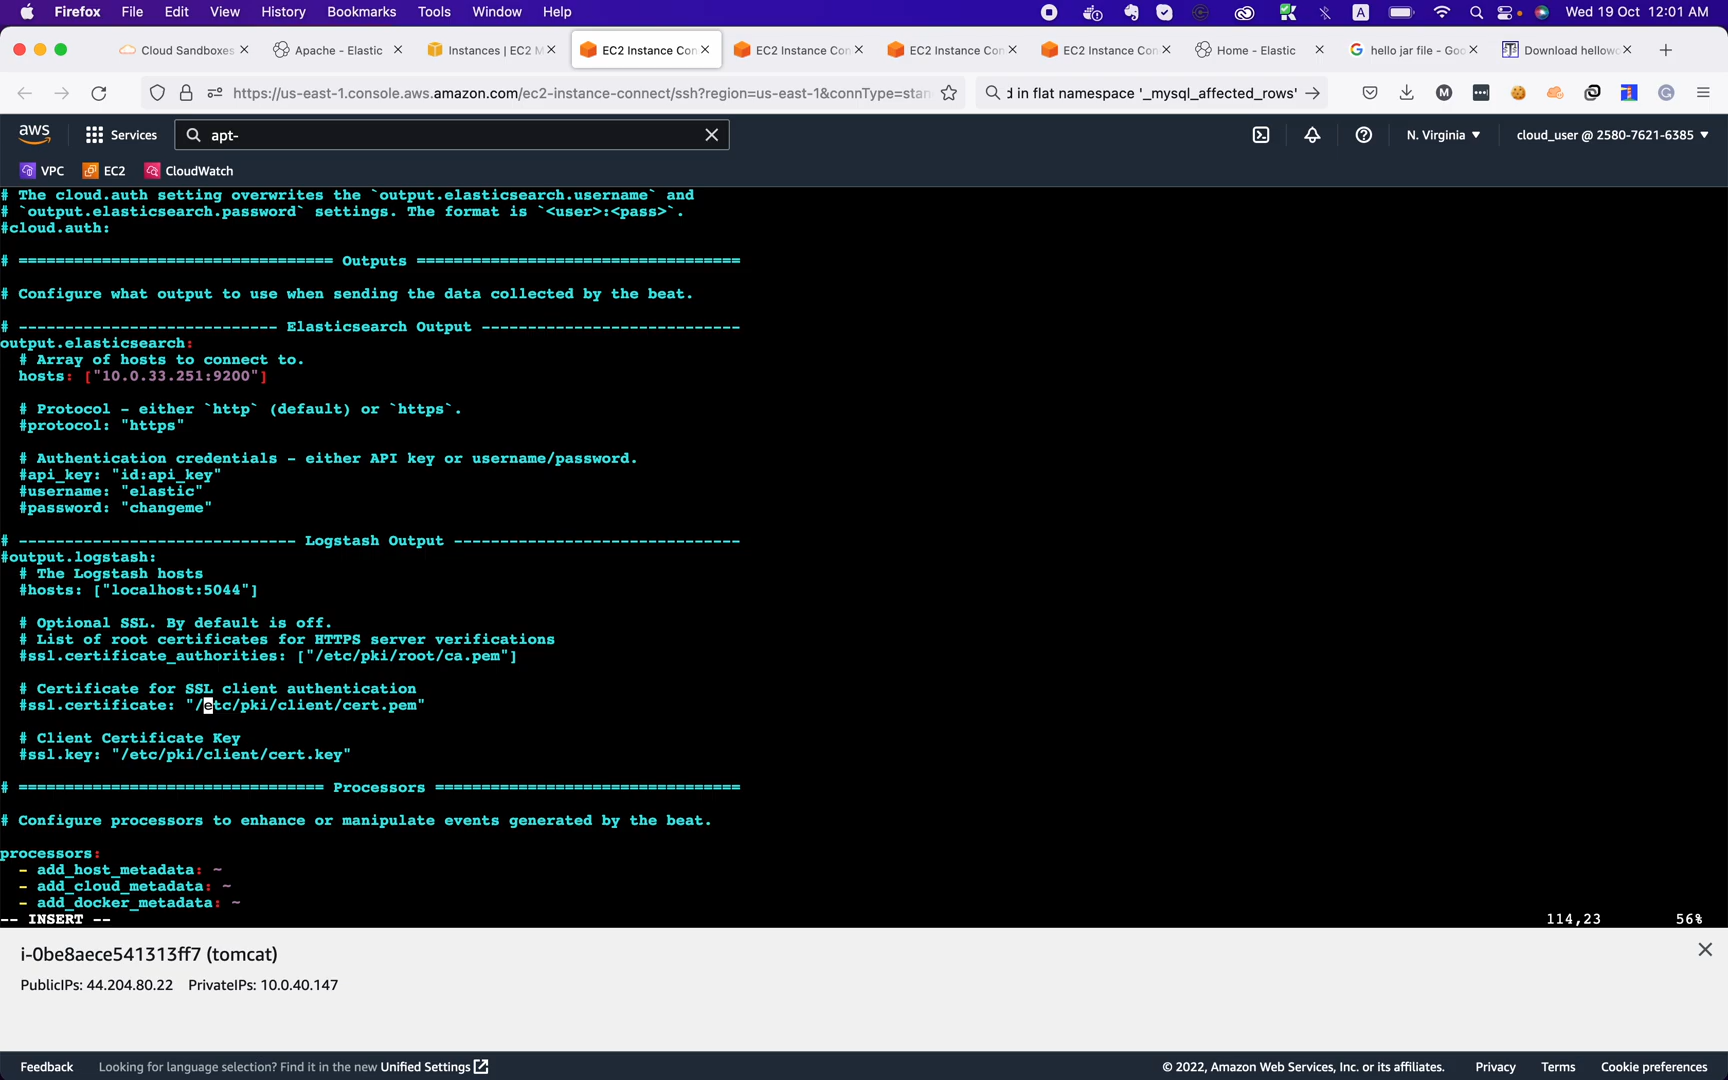 Firefox File Edit View History Bookmarks Tools Window Help
A Wed 19 Oct 12:01 AM
Cloud Sandboxes
Apache - Elastic
Instances | EC2 M
EC2 Instance Con
EC2 Instance Con
EC2 Instance Con
EC2 Instance Con
Home - Elastic
hello jar file - Goo
Download hellowo
https://us-east-1.console.aws.amazon.com/ec2-instance-connect/ssh?region=us-east-1&connType=stan
d in flat namespace '_mysql_affected_rows'
aws Services apt- N. Virginia cloud_user @ 2580-7621-6385
VPC EC2 CloudWatch
# The cloud.auth setting overwrites the `output.elasticsearch.username` and
# `output.elasticsearch.password` settings. The format is `<user>:<pass>`.
#cloud.auth:
# ================================== Outputs ===================================
# Configure what output to use when sending the data collected by the beat.
# ---------------------------- Elasticsearch Output ----------------------------
output.elasticsearch:
# Array of hosts to connect to.
hosts: ["10.0.33.251:9200"]
# Protocol - either `http` (default) or `https`.
#protocol: "https"
# Authentication credentials - either API key or username/password.
#api_key: "id:api_key"
#username: "elastic"
#password: "changeme"
# ------------------------------ Logstash Output -------------------------------
#output.logstash:
# The Logstash hosts
#hosts: ["localhost:5044"]
# Optional SSL. By default is off.
# List of root certificates for HTTPS server verifications
#ssl.certificate_authorities: ["/etc/pki/root/ca.pem"]
# Certificate for SSL client authentication
#ssl.certificate: "/etc/pki/client/cert.pem"
# Client Certificate Key
#ssl.key: "/etc/pki/client/cert.key"
# ================================= Processors =================================
# Configure processors to enhance or manipulate events generated by the beat.
processors:
- add_host_metadata: ~
- add_cloud_metadata: ~
- add_docker_metadata: ~
-- INSERT -- 114,23 56%
i-0be8aece541313ff7 (tomcat)
PublicIPs: 44.204.80.22 PrivateIPs: 10.0.40.147
Feedback Looking for language selection? Find it in the new Unified Settings © 2022, Amazon Web Services, Inc. or its affiliates. Privacy Terms Cookie preferences